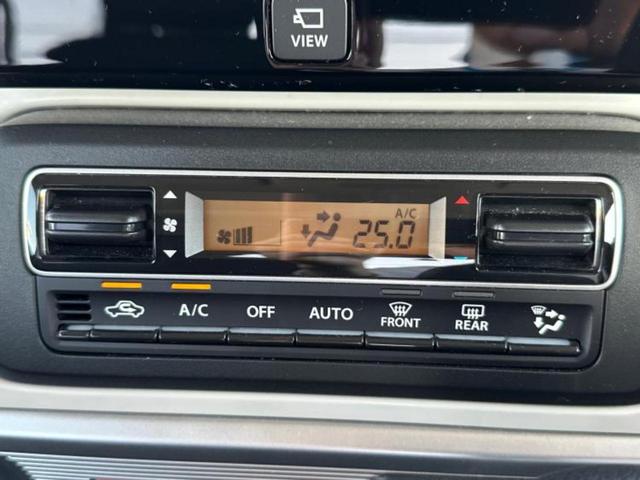 VIEW
A/C
25.0
A/C OFF AUTO FRONT REAR